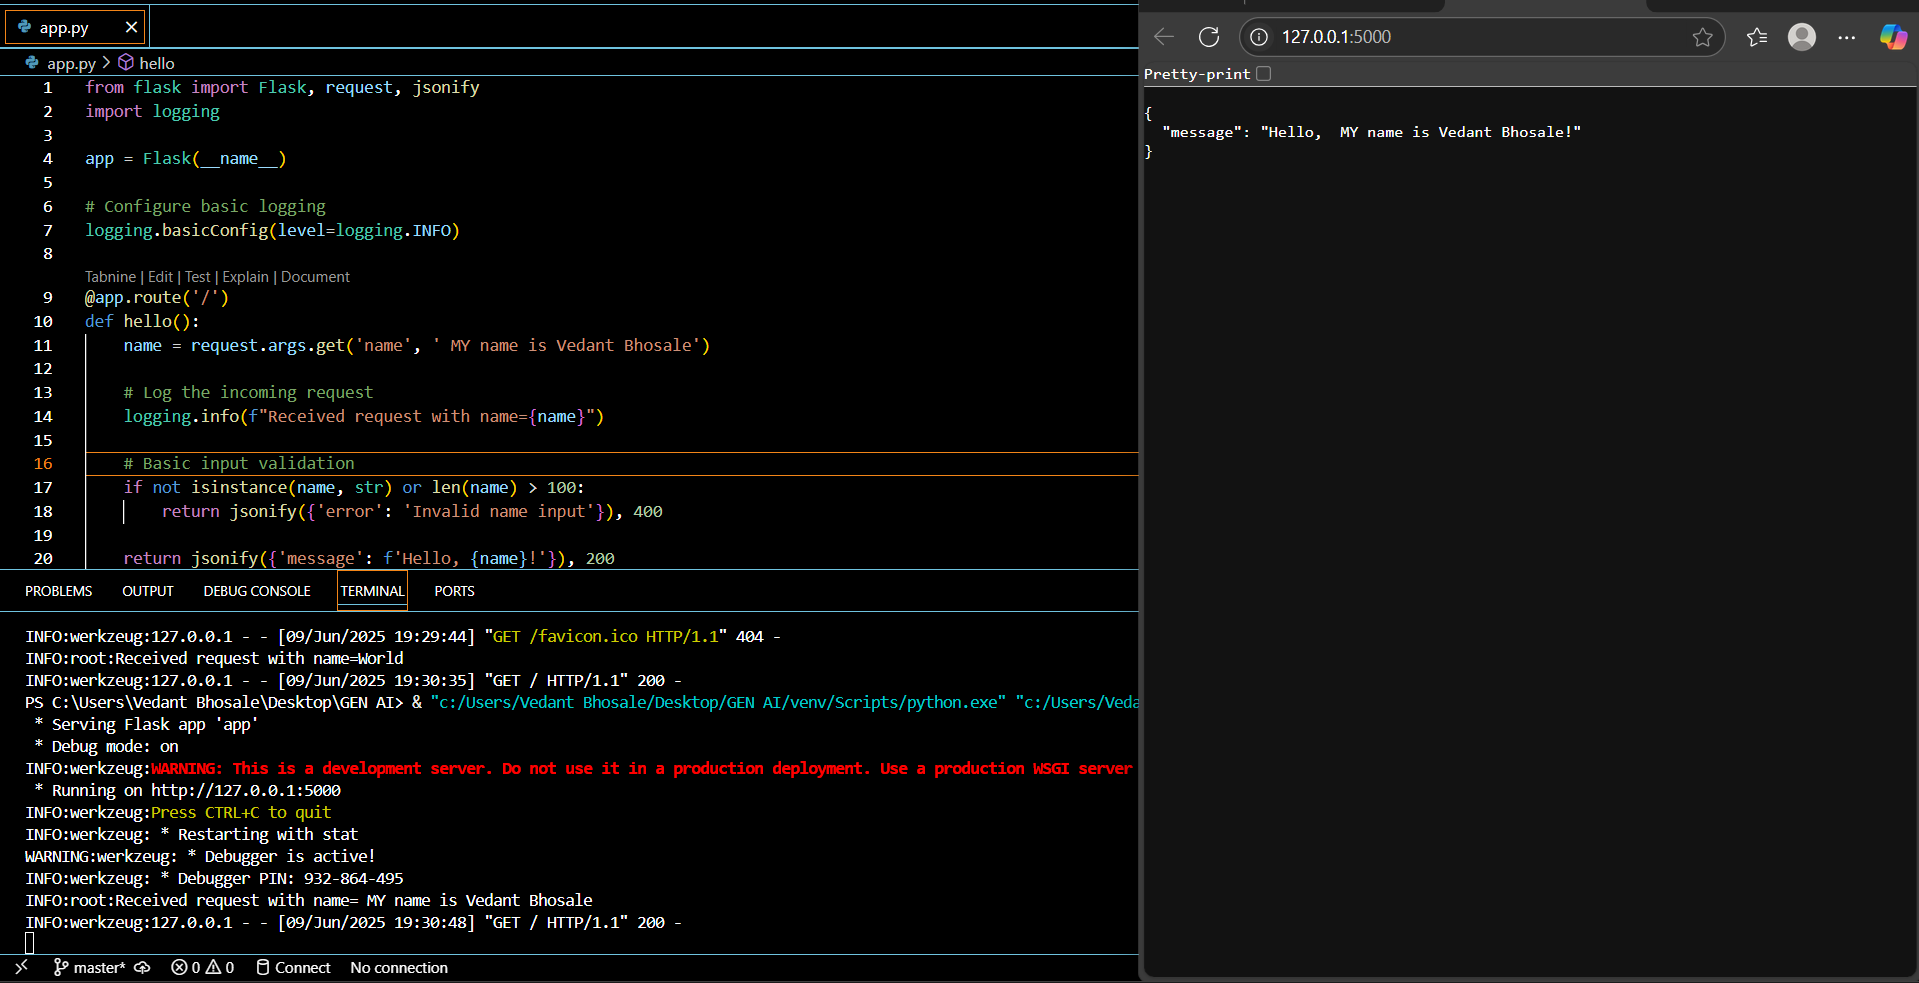 app.py
app.py > hello
1 from flask import Flask, request, jsonify
2 import logging
3
4 app = Flask(__name__)
5
6 # Configure basic logging
7 logging.basicConfig(level=logging.INFO)
8
Tabnine | Edit | Test | Explain | Document
9 @app.route('/')
10 def hello():
11     name = request.args.get('name', ' MY name is Vedant Bhosale')
12
13     # Log the incoming request
14     logging.info(f"Received request with name={name}")
15
16     # Basic input validation
17     if not isinstance(name, str) or len(name) > 100:
18         return jsonify({'error': 'Invalid name input'}), 400
19
20     return jsonify({'message': f'Hello, {name}!'}), 200
PROBLEMS OUTPUT DEBUG CONSOLE TERMINAL PORTS
INFO:werkzeug:127.0.0.1 - - [09/Jun/2025 19:29:44] "GET /favicon.ico HTTP/1.1" 404 -
INFO:root:Received request with name=World
INFO:werkzeug:127.0.0.1 - - [09/Jun/2025 19:30:35] "GET / HTTP/1.1" 200 -
PS C:\Users\Vedant Bhosale\Desktop\GEN AI> & "c:/Users/Vedant Bhosale/Desktop/GEN AI/venv/Scripts/python.exe" "c:/Users/Veda
 * Serving Flask app 'app'
 * Debug mode: on
INFO:werkzeug:WARNING: This is a development server. Do not use it in a production deployment. Use a production WSGI server
 * Running on http://127.0.0.1:5000
INFO:werkzeug:Press CTRL+C to quit
INFO:werkzeug: * Restarting with stat
WARNING:werkzeug: * Debugger is active!
INFO:werkzeug: * Debugger PIN: 932-864-495
INFO:root:Received request with name= MY name is Vedant Bhosale
INFO:werkzeug:127.0.0.1 - - [09/Jun/2025 19:30:48] "GET / HTTP/1.1" 200 -
master* 0 0 Connect No connection
127.0.0.1:5000
Pretty-print
{
  "message": "Hello,  MY name is Vedant Bhosale!"
}